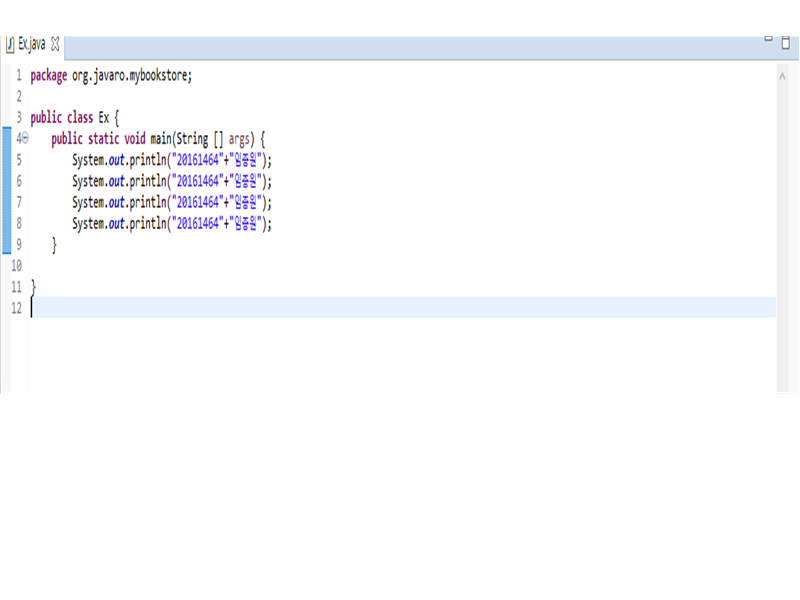 Ex.java
1 package org.javaro.mybookstore;
2
3 public class Ex {
4 public static void main(String [] args) {
5 System.out.println("20161464"+"임종원");
6 System.out.println("20161464"+"임종원");
7 System.out.println("20161464"+"임종원");
8 System.out.println("20161464"+"임종원");
9 }
10
11 }
12